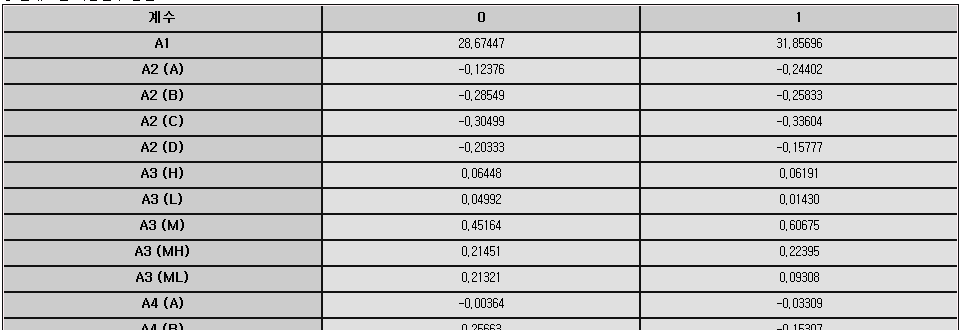 계수 0 1
A1 28,67447 31,85696
A2 (A) -0,12376 -0,24402
A2 (B) -0,28549 -0,25833
A2 (C) -0,30499 -0,33604
A2 (D) -0,20333 -0,15777
A3 (H) 0,06448 0,06191
A3 (L) 0,04992 0,01430
A3 (M) 0,45164 0,60675
A3 (MH) 0,21451 0,22395
A3 (ML) 0,21321 0,09308
A4 (A) -0,00364 -0,03309
A4 (B) 0,25663 -0,15307